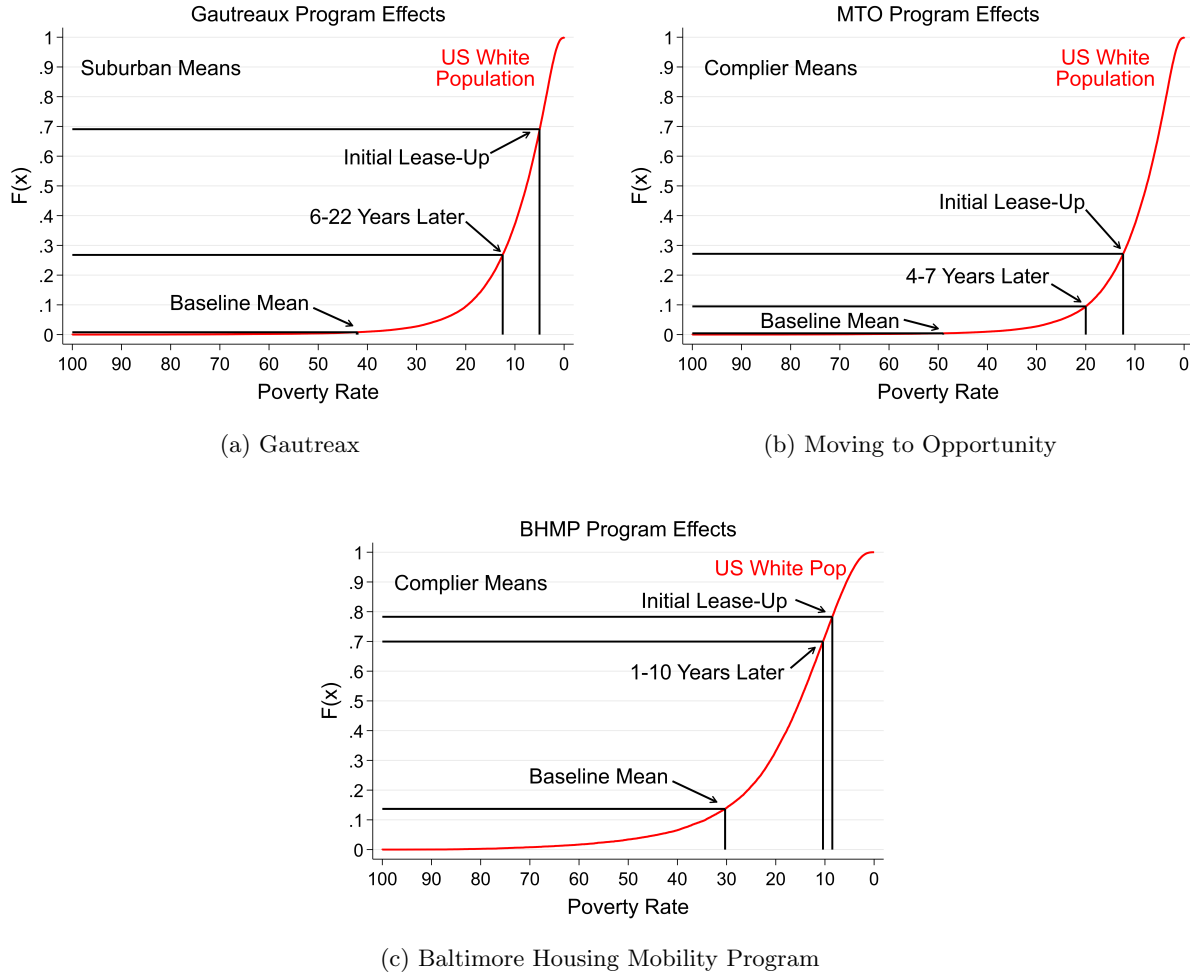 Gautreaux Program Effects
Suburban Means
US White
Population
Initial Lease-Up
6-22 Years Later
Baseline Mean
F(x)
1
.9
.8
.7
.6
.5
.4
.3
.2
.1
0
100 90 80 70 60 50 40 30 20 10 0
Poverty Rate
(a) Gautreax
MTO Program Effects
Complier Means
US White
Population
Initial Lease-Up
4-7 Years Later
Baseline Mean
F(x)
1
.9
.8
.7
.6
.5
.4
.3
.2
.1
0
100 90 80 70 60 50 40 30 20 10 0
Poverty Rate
(b) Moving to Opportunity
BHMP Program Effects
US White Pop
Complier Means
Initial Lease-Up
1-10 Years Later
Baseline Mean
F(x)
1
.9
.8
.7
.6
.5
.4
.3
.2
.1
0
100 90 80 70 60 50 40 30 20 10 0
Poverty Rate
(c) Baltimore Housing Mobility Program